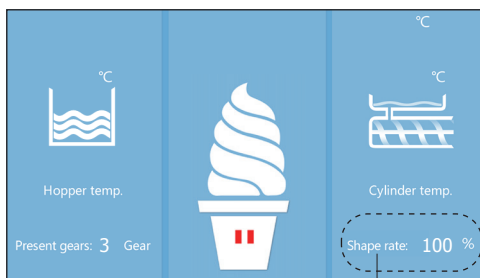 °C
°C
°C
Hopper temp.
Cylinder temp.
Present gears: 3 Gear
Shape rate: 100 %